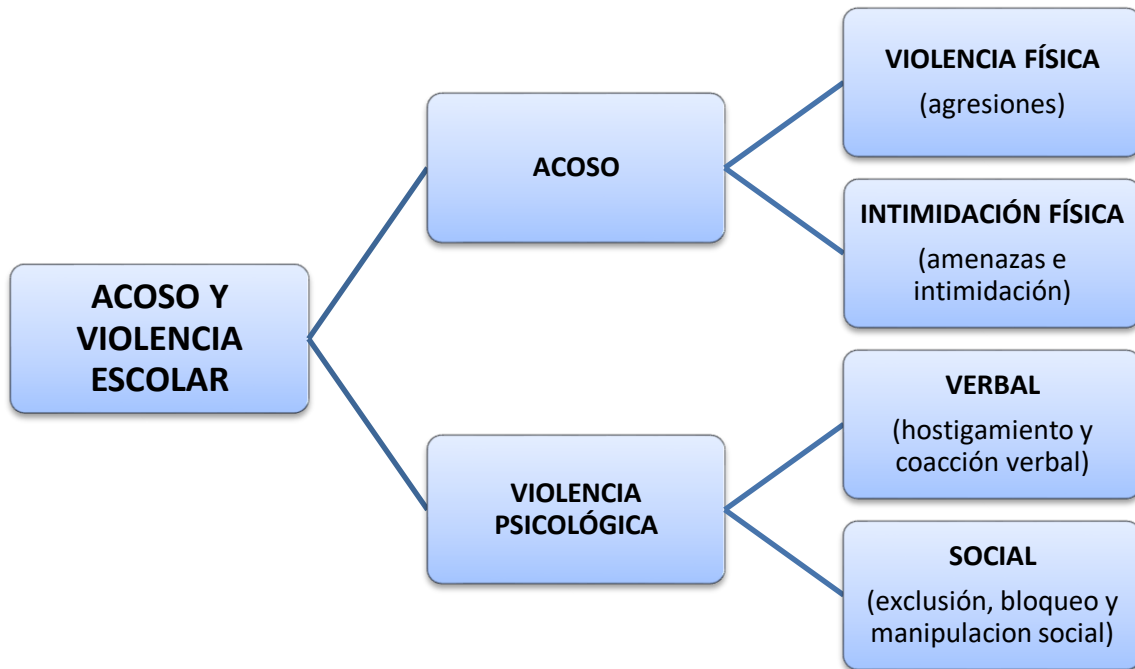 ACOSO Y
VIOLENCIA
ESCOLAR
ACOSO
VIOLENCIA FÍSICA
(agresiones)
INTIMIDACIÓN FÍSICA
(amenazas e
intimidación)
VIOLENCIA
PSICOLÓGICA
VERBAL
(hostigamiento y
coacción verbal)
SOCIAL
(exclusión, bloqueo y
manipulacion social)